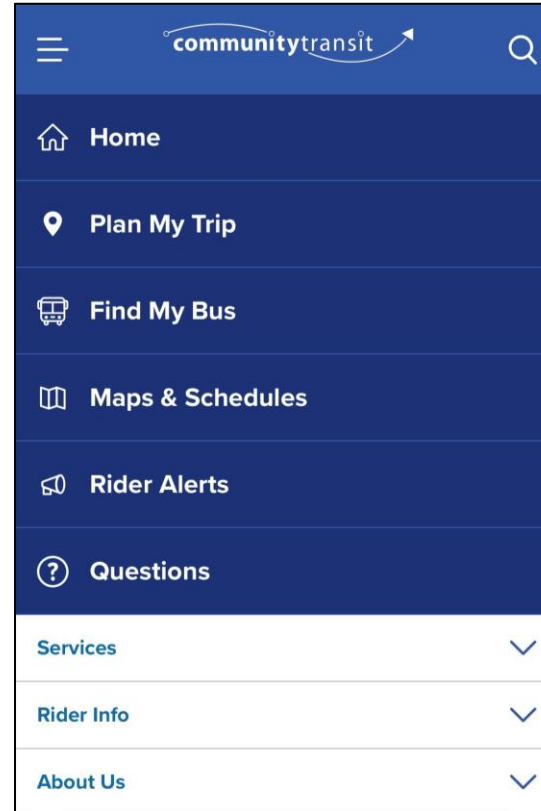 communitytransit
Home
Plan My Trip
Find My Bus
Maps & Schedules
Rider Alerts
? Questions
Services
Rider Info
About Us